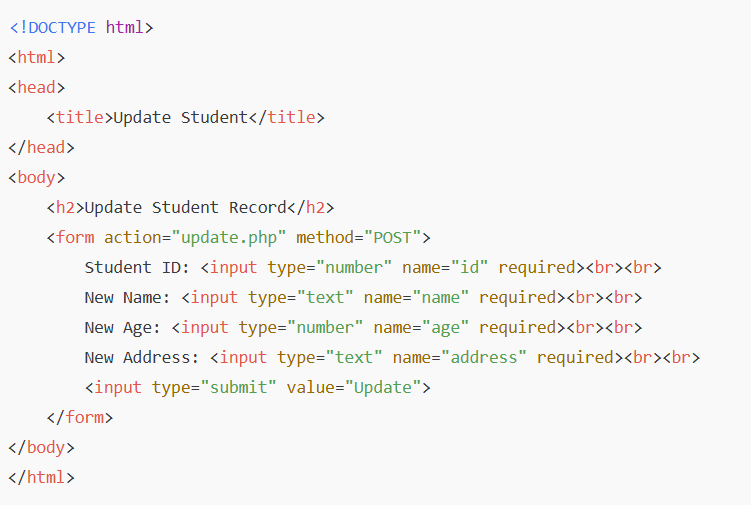 <!DOCTYPE html>
<html>
<head>
    <title>Update Student</title>
</head>
<body>
    <h2>Update Student Record</h2>
    <form action="update.php" method="POST">
        Student ID: <input type="number" name="id" required><br><br>
        New Name: <input type="text" name="name" required><br><br>
        New Age: <input type="number" name="age" required><br><br>
        New Address: <input type="text" name="address" required><br><br>
        <input type="submit" value="Update">
    </form>
</body>
</html>